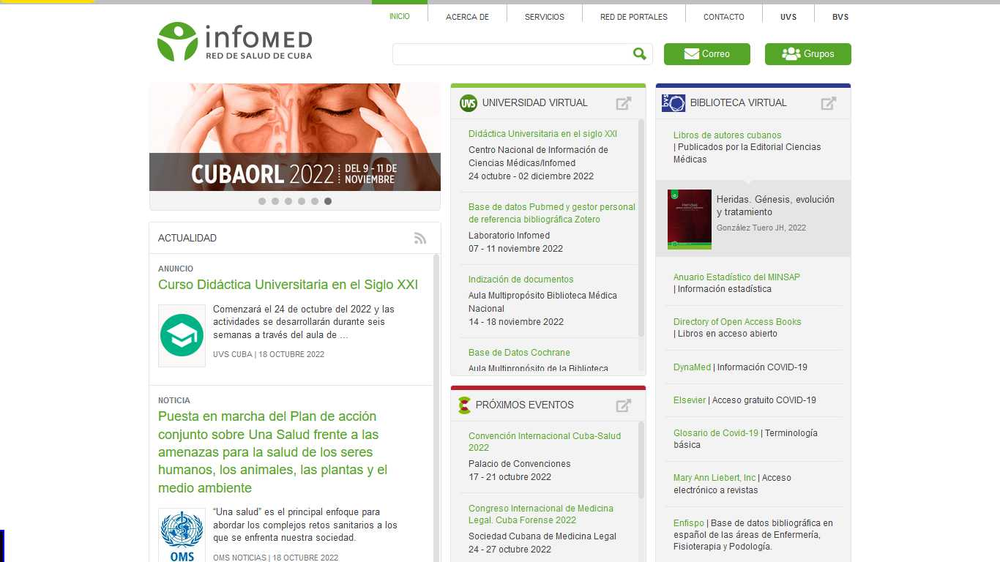 INICIO
ACERCA DE
SERVICIOS
RED DE PORTALES
CONTACTO
UVS
BVS
infoMED
RED DE SALUD DE CUBA
Correo
Grupos
CUBAORL 2022 DEL 9 - 11 DE
NOVIEMBRE
ACTUALIDAD
ANUNCIO
Curso Didáctica Universitaria en el Siglo XXI
Comenzará el 24 de octubre del 2022 y las
actividades se desarrollarán durante seis
semanas a través del aula de ...
UVS CUBA | 18 OCTUBRE 2022
NOTICIA
Puesta en marcha del Plan de acción
conjunto sobre Una Salud frente a las
amenazas para la salud de los seres
humanos, los animales, las plantas y el
medio ambiente
“Una salud” es el principal enfoque para
abordar los complejos retos sanitarios a los
que se enfrenta nuestra sociedad.
OMS
OMS NOTICIAS | 18 OCTUBRE 2022
UVS UNIVERSIDAD VIRTUAL
Didáctica Universitaria en el siglo XXI
Centro Nacional de Información de
Ciencias Médicas/Infomed
24 octubre - 02 diciembre 2022
Base de datos Pubmed y gestor personal
de referencia bibliográfica Zotero
Laboratorio Infomed
07 - 11 noviembre 2022
Indización de documentos
Aula Multipropósito Biblioteca Médica
Nacional
14 - 18 noviembre 2022
Base de Datos Cochrane
Aula Multipropósito de la Biblioteca
PRÓXIMOS EVENTOS
Convención Internacional Cuba-Salud
2022
Palacio de Convenciones
17 - 21 octubre 2022
Congreso Internacional de Medicina
Legal. Cuba Forense 2022
Sociedad Cubana de Medicina Legal
24 - 27 octubre 2022
bvs BIBLIOTECA VIRTUAL
Libros de autores cubanos
| Publicados por la Editorial Ciencias
Médicas
Heridas
Heridas. Génesis, evolución
y tratamiento
González Tuero JH, 2022
Anuario Estadístico del MINSAP
| Información estadística
Directory of Open Access Books
| Libros en acceso abierto
DynaMed | Información COVID-19
Elsevier | Acceso gratuito COVID-19
Glosario de Covid-19 | Terminología
básica
Mary Ann Liebert, Inc | Acceso
electrónico a revistas
Enfispo | Base de datos bibliográfica en
español de las áreas de Enfermería,
Fisioterapia y Podología.